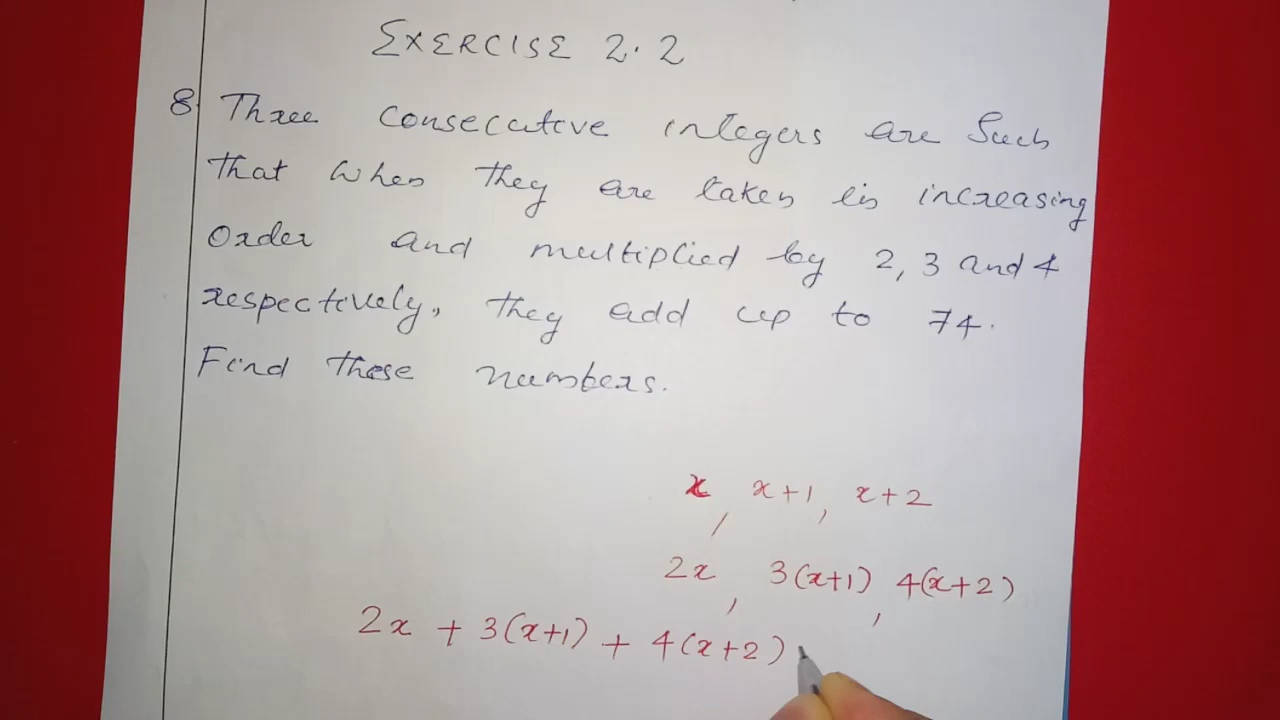 EXERCISE 2.2
8. Three consecutive integers are such
that when they are taken in increasing
order and multiplied by 2, 3 and 4
respectively, they add up to 74.
Find these numbers.
x, x+1, x+2
2x, 3(x+1), 4(x+2)
2x + 3(x+1) + 4(x+2)